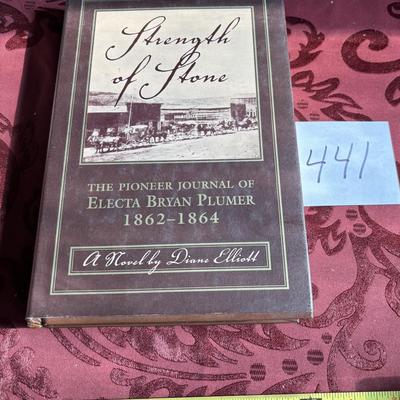 Strength
of Stone
THE PIONEER JOURNAL OF
ELECTA BRYAN PLUMER
1862–1864
A Novel by Diane Elliott
441